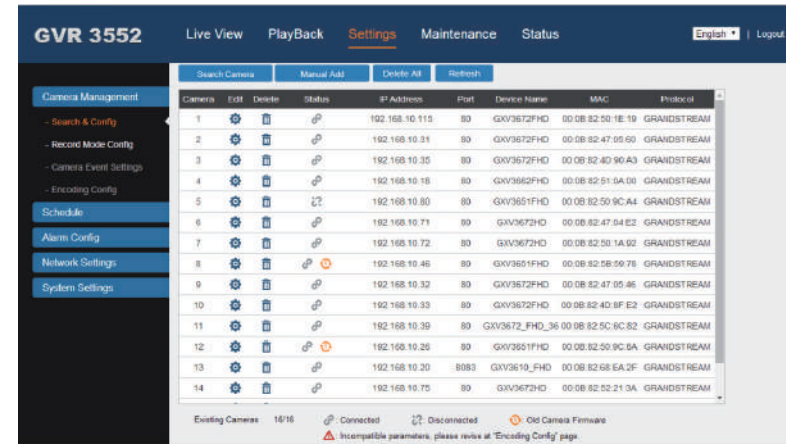 GVR 3552
Live View PlayBack Settings Maintenance Status
English | Logout
Search Camera Manual Add Delete All Refresh
Camera Management
- Search & Config
- Record Mode Config
- Camera Event Settings
- Encoding Config
Schedule
Alarm Config
Network Settings
System Settings
Camera Edit Delete Status IP Address Port Device Name MAC Protocol
1 192.168.10.115 80 GXV3672FHD 00:0B:82:50:1E:19 GRANDSTREAM
2 192.168.10.31 80 GXV3672FHD 00:0B:82:47:05:60 GRANDSTREAM
3 192.168.10.35 80 GXV3672FHD 00:0B:82:4D:90:A3 GRANDSTREAM
4 192.168.10.18 80 GXV3662FHD 00:0B:82:51:0A:00 GRANDSTREAM
5 192.168.10.80 80 GXV3651FHD 00:0B:82:50:9C:A4 GRANDSTREAM
6 192.168.10.71 80 GXV3672HD 00:0B:82:47:04:E2 GRANDSTREAM
7 192.168.10.72 80 GXV3672HD 00:0B:82:50:1A:92 GRANDSTREAM
8 192.168.10.46 80 GXV3651FHD 00:0B:82:5B:59:78 GRANDSTREAM
9 192.168.10.32 80 GXV3672FHD 00:0B:82:47:05:46 GRANDSTREAM
10 192.168.10.33 80 GXV3672FHD 00:0B:82:4D:8F:E2 GRANDSTREAM
11 192.168.10.39 80 GXV3672_FHD_36 00:0B:82:5C:6C:82 GRANDSTREAM
12 192.168.10.26 80 GXV3651FHD 00:0B:82:50:9C:8A GRANDSTREAM
13 192.168.10.20 8083 GXV3610_FHD 00:0B:82:68:EA:2F GRANDSTREAM
14 192.168.10.75 80 GXV3672HD 00:0B:82:52:21:3A GRANDSTREAM
Existing Cameras 16/16 : Connected : Disconnected : Old Camera Firmware
: Incompatible parameters, please revise at "Encoding Config" page.